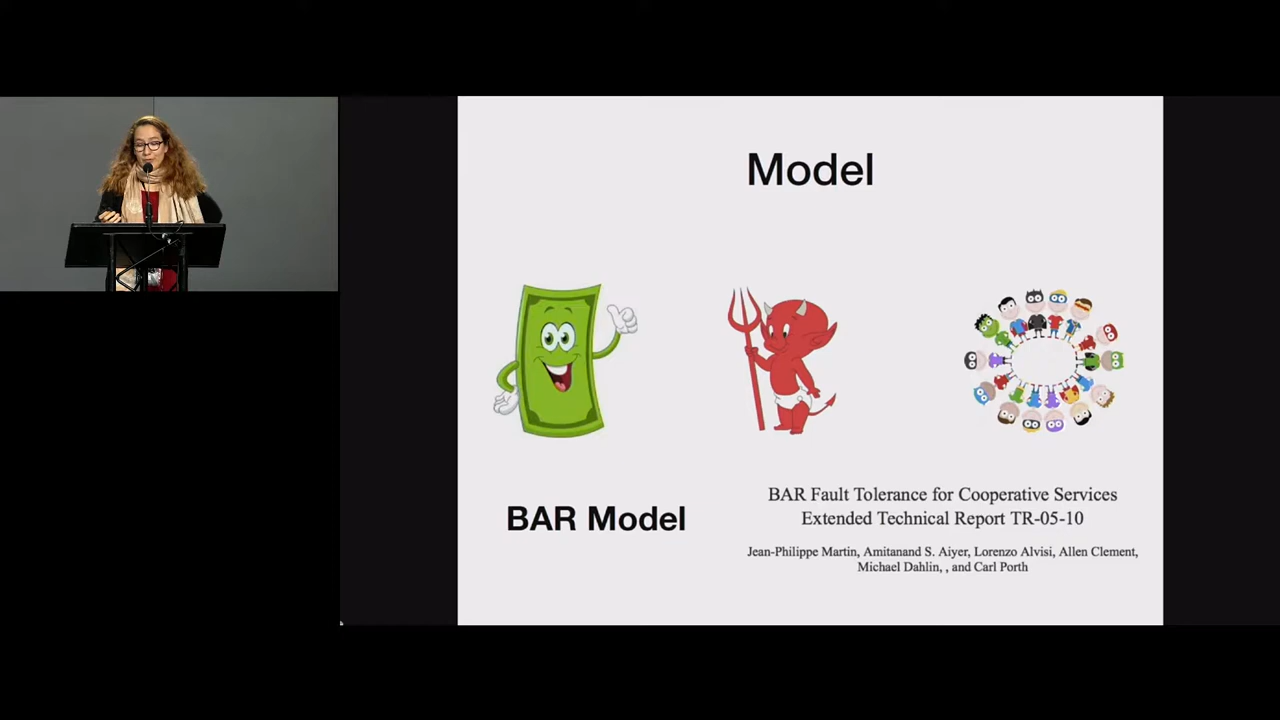 Model
BAR Model
BAR Fault Tolerance for Cooperative Services
Extended Technical Report TR-05-10
Jean-Philippe Martin, Amitanand S. Aiyer, Lorenzo Alvisi, Allen Clement,
Michael Dahlin, , and Carl Porth